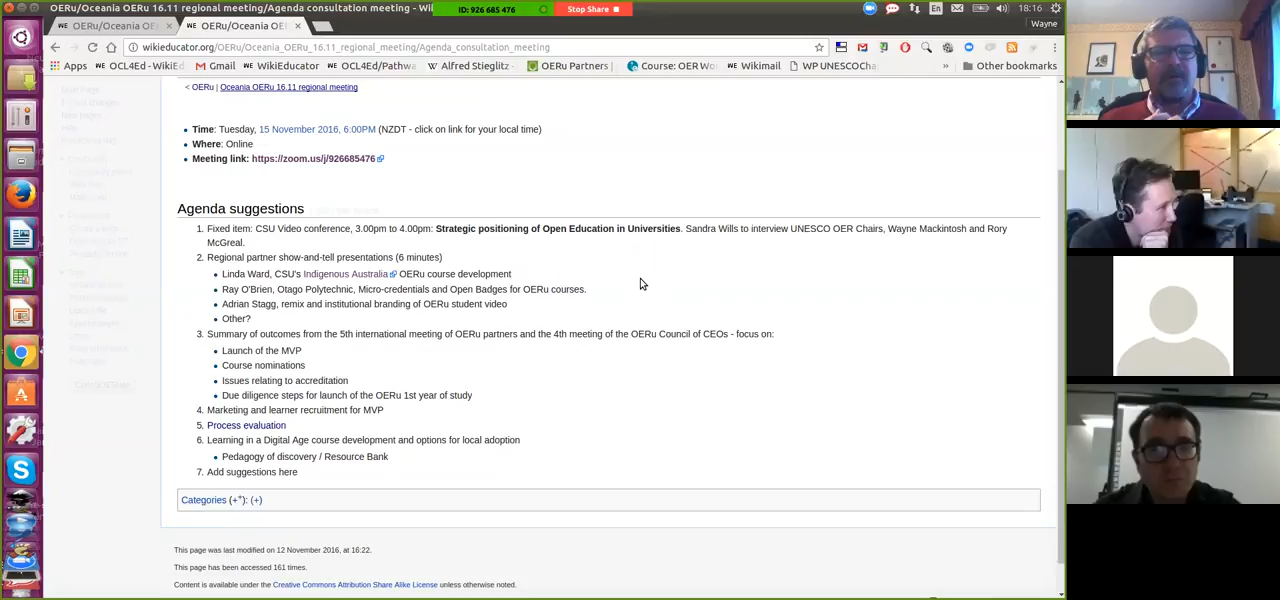 OERu/Oceania OERu 16.11 regional meeting/Agenda consultation meeting - Wi
ID: 926 685 476
Stop Share
En
18:16
WE OERu/Oceania OERu 16.1
WE OERu/Oceania OERu 16.1
Wayne
wikieducator.org/OERu/Oceania_OERu_16.11_regional_meeting/Agenda_consultation_meeting
Apps
WE OCL4Ed - WikiEd
Gmail
WE WikiEducator
WE OCL4Ed/Pathwa
W Alfred Stieglitz -
OERu Partners |
Course: OER Wo
WE Wikimail
WP UNESCOCha
»
Other bookmarks
< OERu | Oceania OERu 16.11 regional meeting
Time: Tuesday, 15 November 2016, 6:00PM (NZDT - click on link for your local time)
Where: Online
Meeting link: https://zoom.us/j/926685476
Agenda suggestions
1. Fixed item: CSU Video conference, 3.00pm to 4.00pm: Strategic positioning of Open Education in Universities. Sandra Wills to interview UNESCO OER Chairs, Wayne Mackintosh and Rory
McGreal.
2. Regional partner show-and-tell presentations (6 minutes)
Linda Ward, CSU's Indigenous Australia OERu course development
Ray O'Brien, Otago Polytechnic, Micro-credentials and Open Badges for OERu courses.
Adrian Stagg, remix and institutional branding of OERu student video
Other?
3. Summary of outcomes from the 5th international meeting of OERu partners and the 4th meeting of the OERu Council of CEOs - focus on:
Launch of the MVP
Course nominations
Issues relating to accreditation
Due diligence steps for launch of the OERu 1st year of study
4. Marketing and learner recruitment for MVP
5. Process evaluation
6. Learning in a Digital Age course development and options for local adoption
Pedagogy of discovery / Resource Bank
7. Add suggestions here
Categories (++): (+)
This page was last modified on 12 November 2016, at 16:22.
This page has been accessed 161 times.
Content is available under the Creative Commons Attribution Share Alike License unless otherwise noted.